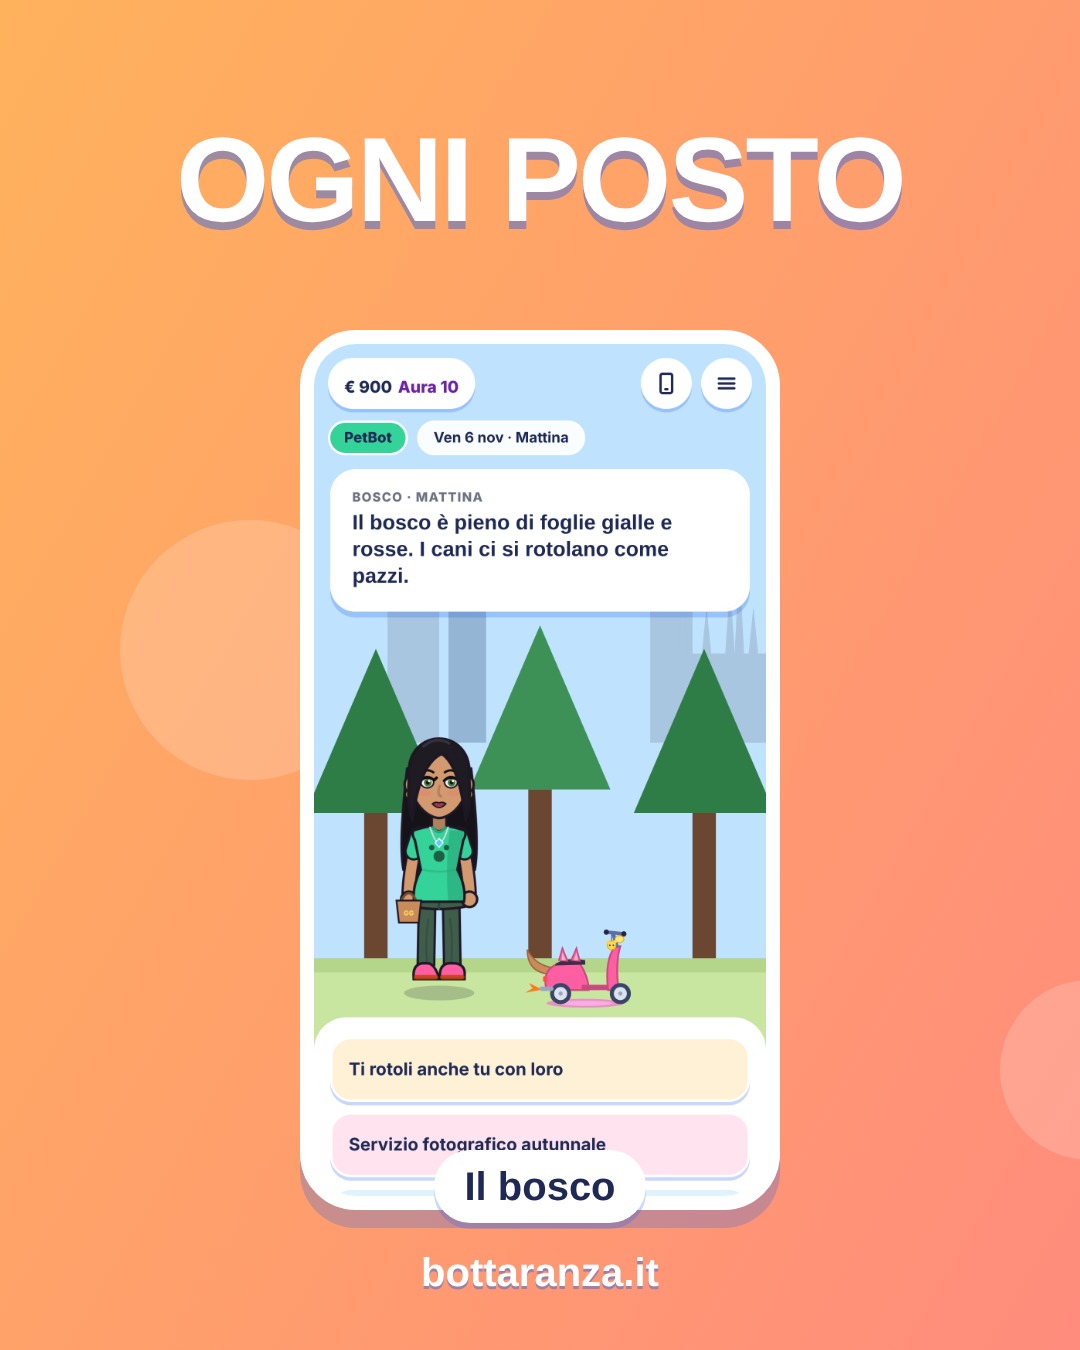 OGNI POSTO
€ 900 Aura 10
PetBot
Ven 6 nov · Mattina
BOSCO · MATTINA
Il bosco è pieno di foglie gialle e
rosse. I cani ci si rotolano come
pazzi.
Ti rotoli anche tu con loro
Servizio fotografico autunnale
Il bosco
bottaranza.it